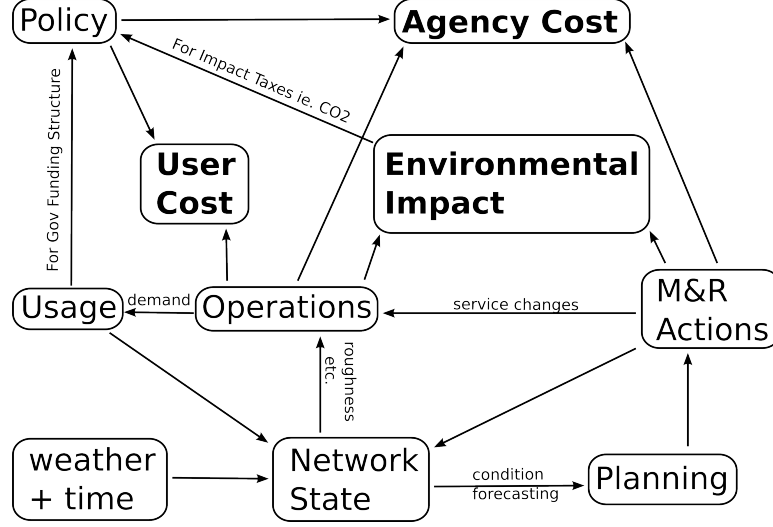 Policy
Agency Cost
For Impact Taxes ie. CO2
For Gov Funding Structure
User
Cost
Environmental
Impact
Usage
demand
Operations
service changes
M&R
Actions
roughness
etc.
weather
+ time
Network
State
condition
forecasting
Planning